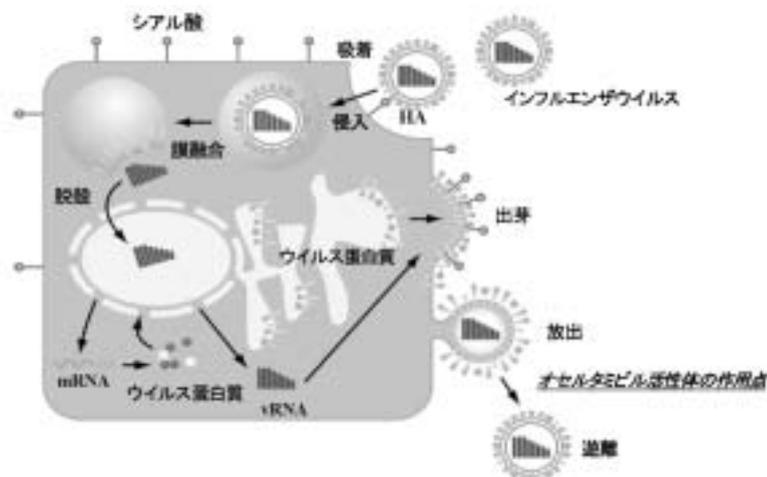 シアル酸
吸着
HA
インフルエンザウイルス
侵入
膜融合
脱殻
ウイルス蛋白質
出芽
放出
mRNA
ウイルス蛋白質
vRNA
オセルタミビル活性体の作用点
遊離